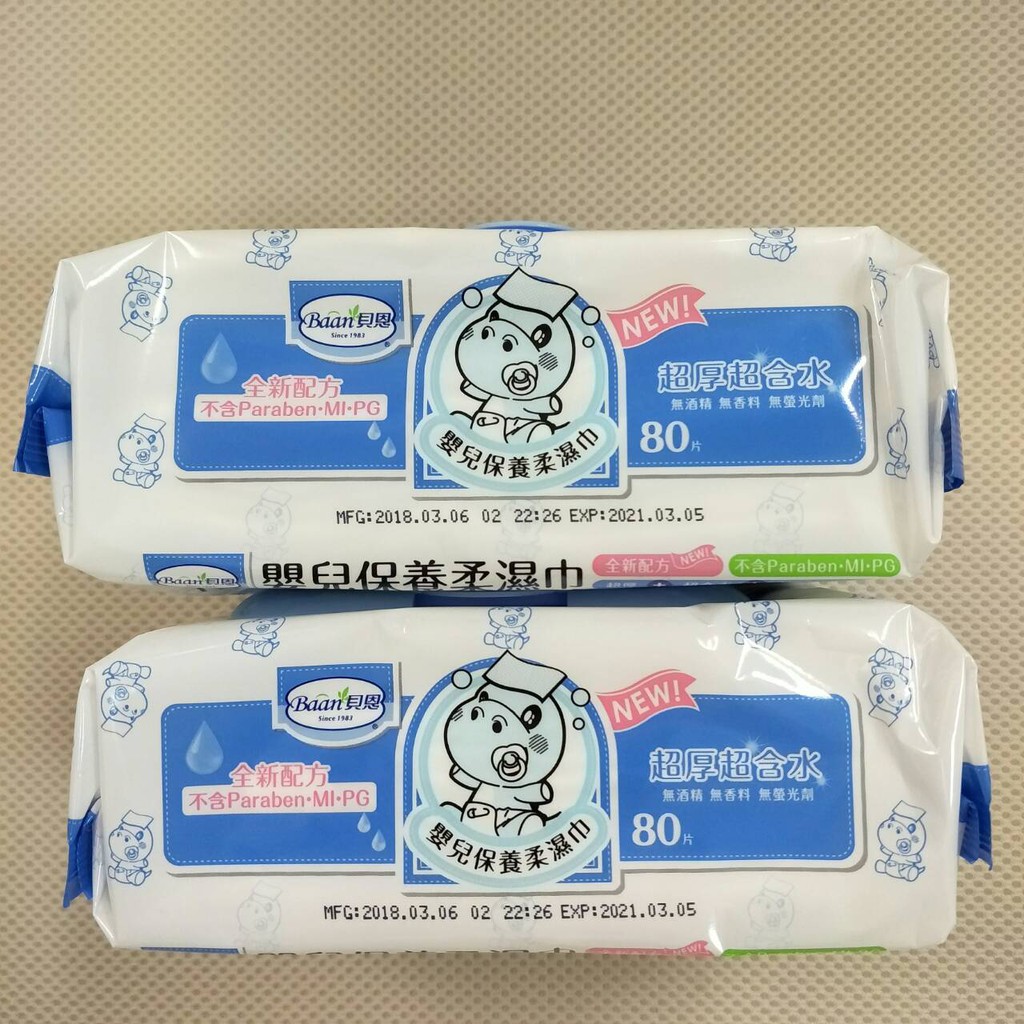 Baan貝恩
Since 1983
NEW!
全新配方
不含Paraben·MI·PG
超厚超含水
無酒精 無香料 無螢光劑
80片
嬰兒保養柔濕巾
MFG:2018.03.06 02 22:26 EXP:2021.03.05
Baan貝恩 嬰兒保養柔濕巾 全新配方 NEW! 不含Paraben·MI·PG
Baan貝恩
Since 1983
NEW!
全新配方
不含Paraben·MI·PG
超厚超含水
無酒精 無香料 無螢光劑
80片
嬰兒保養柔濕巾
MFG:2018.03.06 02 22:26 EXP:2021.03.05